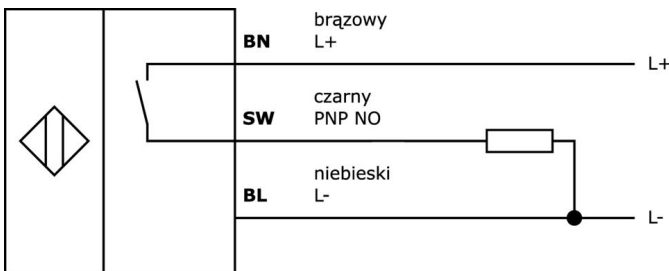 brązowy
BN L+
L+
czarny
SW PNP NO
niebieski
BL L-
L-